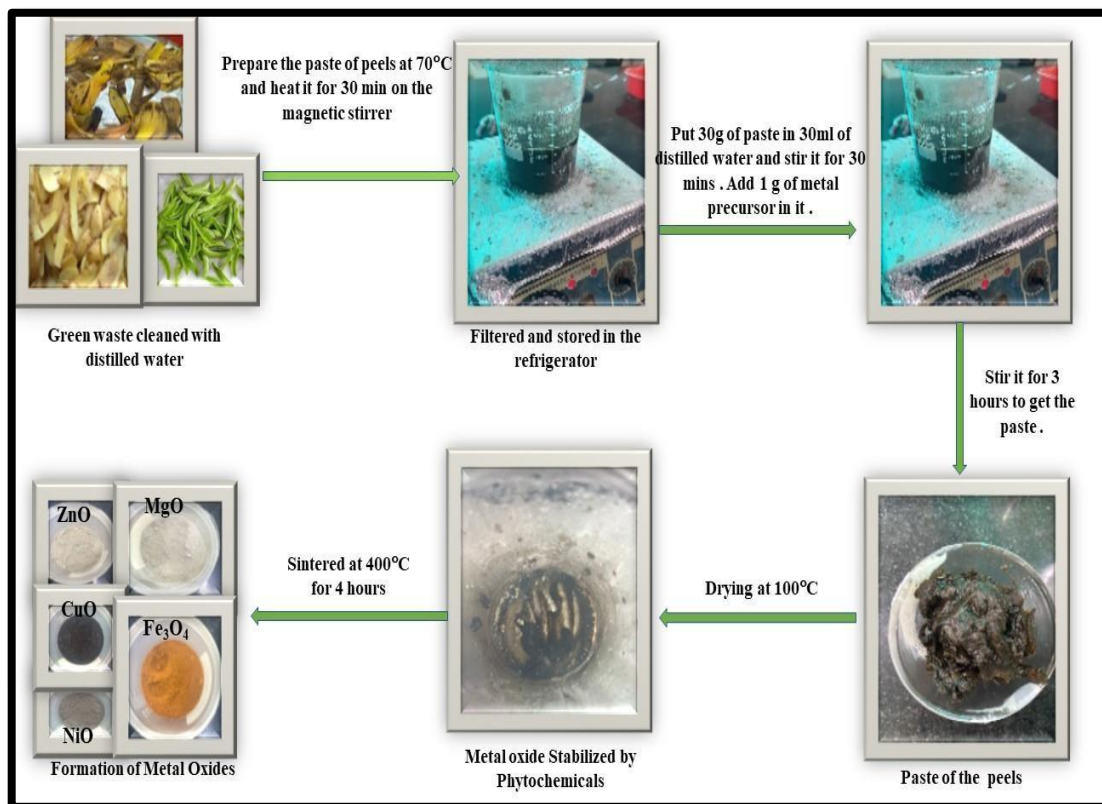 Prepare the paste of peels at 70°C
and heat it for 30 min on the
magnetic stirrer
Put 30g of paste in 30ml of
distilled water and stir it for 30
mins . Add 1 g of metal
precursor in it .
Green waste cleaned with
distilled water
Filtered and stored in the
refrigerator
Stir it for 3
hours to get the
paste .
ZnO
MgO
CuO
Fe₃O₄
NiO
Formation of Metal Oxides
Sintered at 400°C
for 4 hours
Metal oxide Stabilized by
Phytochemicals
Drying at 100°C
Paste of the peels